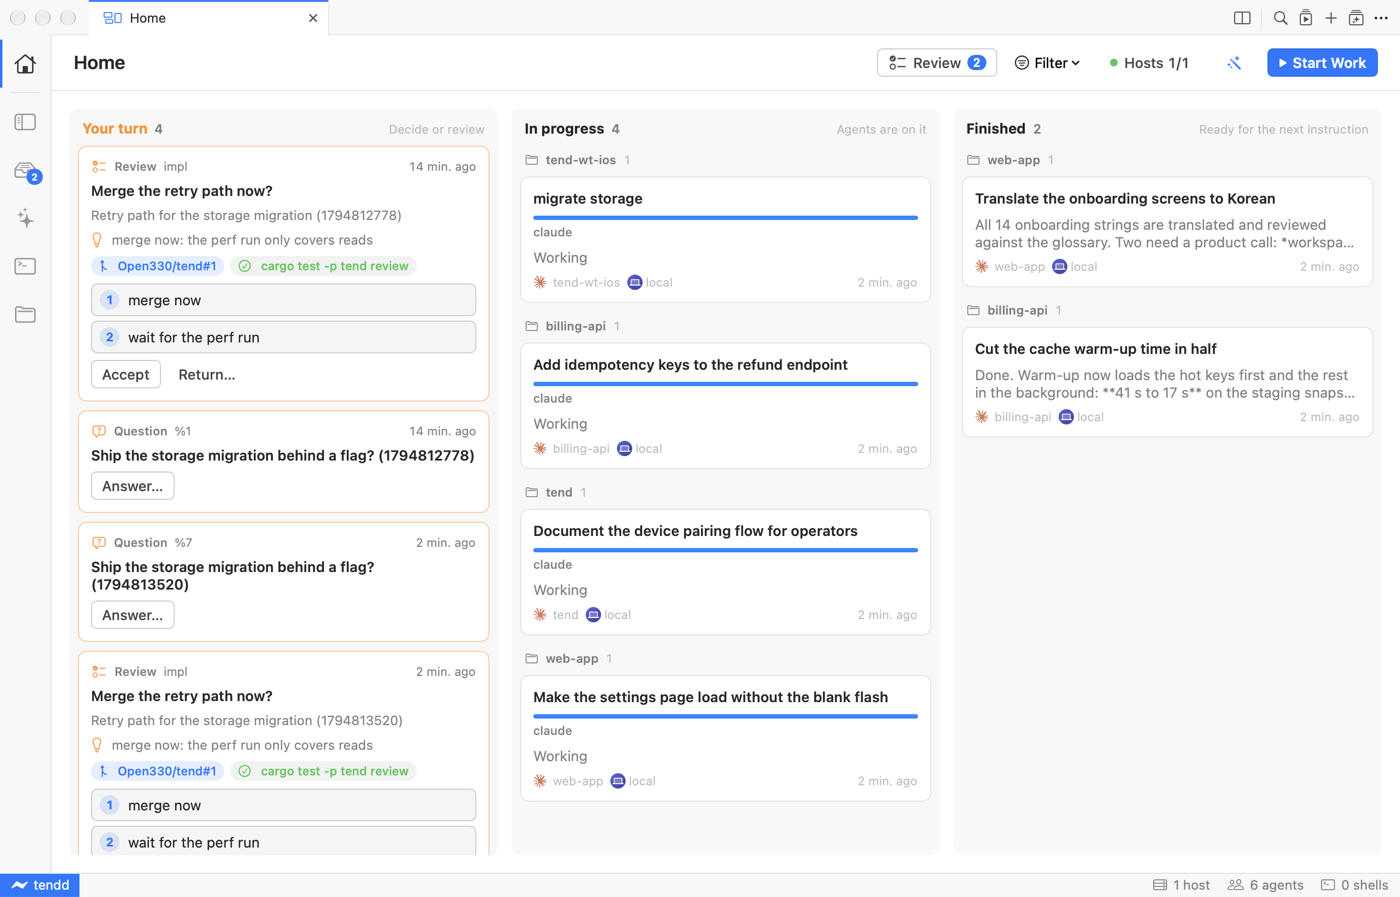 Home
Home
Review 2
Filter
Hosts 1/1
Start Work
2
Your turn 4
Decide or review
Review impl
14 min. ago
Merge the retry path now?
Retry path for the storage migration (1794812778)
merge now: the perf run only covers reads
Open330/tend#1
cargo test -p tend review
1 merge now
2 wait for the perf run
Accept
Return...
Question %1
14 min. ago
Ship the storage migration behind a flag? (1794812778)
Answer...
Question %7
2 min. ago
Ship the storage migration behind a flag?
(1794813520)
Answer...
Review impl
2 min. ago
Merge the retry path now?
Retry path for the storage migration (1794813520)
merge now: the perf run only covers reads
Open330/tend#1
cargo test -p tend review
1 merge now
2 wait for the perf run
In progress 4
Agents are on it
tend-wt-ios 1
migrate storage
claude
Working
tend-wt-ios local
2 min. ago
billing-api 1
Add idempotency keys to the refund endpoint
claude
Working
billing-api local
2 min. ago
tend 1
Document the device pairing flow for operators
claude
Working
tend local
2 min. ago
web-app 1
Make the settings page load without the blank flash
claude
Working
web-app local
2 min. ago
Finished 2
Ready for the next instruction
web-app 1
Translate the onboarding screens to Korean
All 14 onboarding strings are translated and reviewed
against the glossary. Two need a product call: *workspa...
web-app local
2 min. ago
billing-api 1
Cut the cache warm-up time in half
Done. Warm-up now loads the hot keys first and the rest
in the background: **41 s to 17 s** on the staging snaps...
billing-api local
2 min. ago
tendd
1 host
6 agents
0 shells